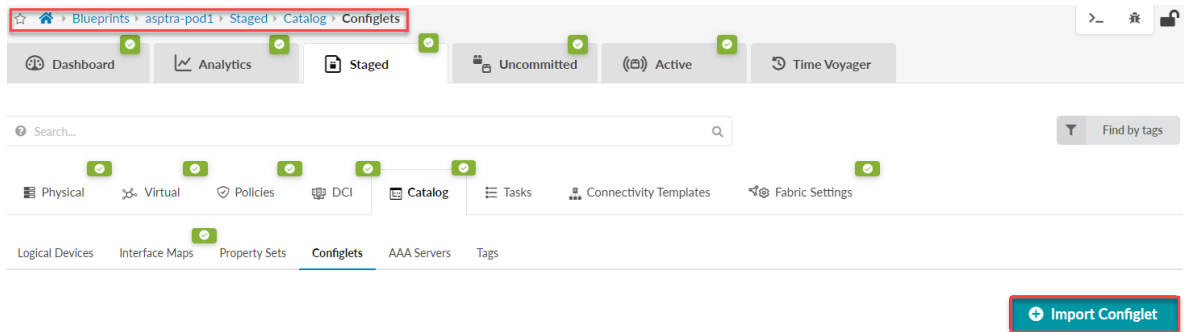 Blueprints › asptra-pod1 › Staged › Catalog › Configlets
Dashboard Analytics Staged Uncommitted Active Time Voyager
Search... Find by tags
Physical Virtual Policies DCI Catalog Tasks Connectivity Templates Fabric Settings
Logical Devices Interface Maps Property Sets Configlets AAA Servers Tags
Import Configlet